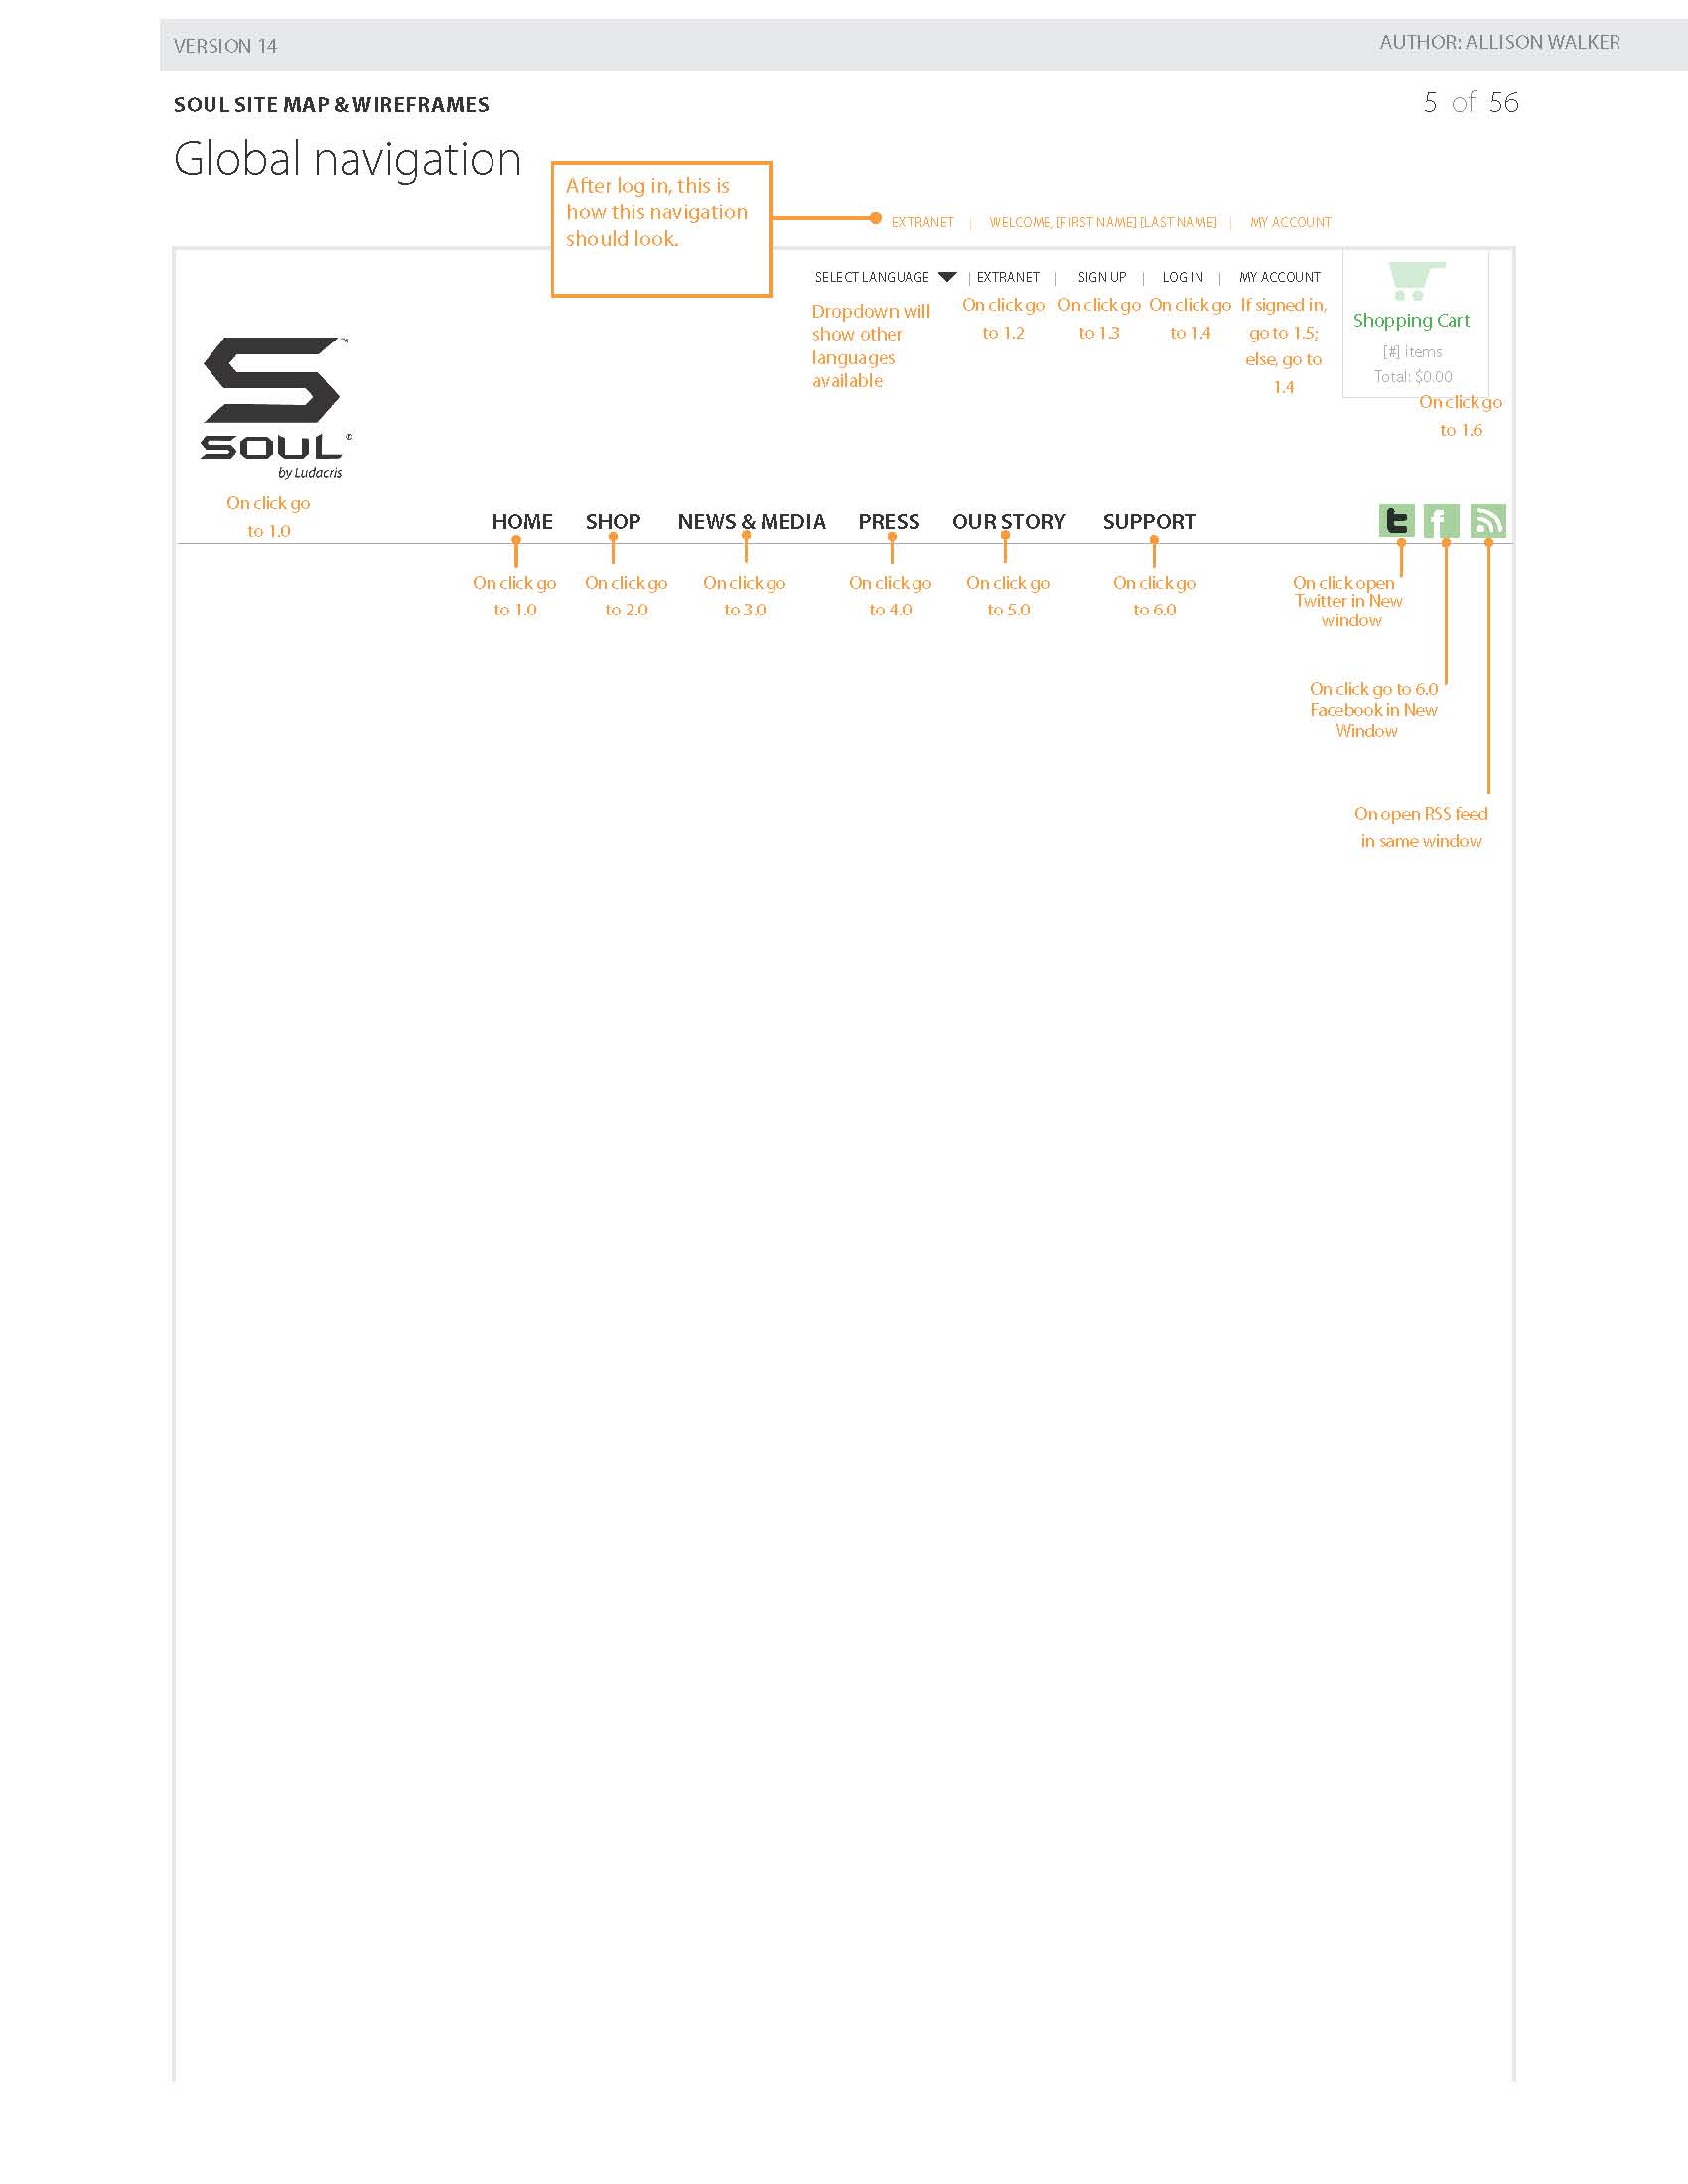 VERSION 14
AUTHOR: ALLISON WALKER
SOUL SITE MAP & WIREFRAMES
5 of 56
Global navigation
After log in, this is
how this navigation
should look.
EXTRANET | WELCOME, [FIRST NAME] [LAST NAME] | MY ACCOUNT
SELECT LANGUAGE | EXTRANET | SIGN UP | LOG IN | MY ACCOUNT
Dropdown will
show other
languages
available
On click go
to 1.2
On click go
to 1.3
On click go
to 1.4
If signed in,
go to 1.5;
else, go to
1.4
Shopping Cart
[#] items
Total: $0.00
On click go
to 1.6
SOUL®
by Ludacris
On click go
to 1.0
HOME SHOP NEWS & MEDIA PRESS OUR STORY SUPPORT
On click go
to 1.0
On click go
to 2.0
On click go
to 3.0
On click go
to 4.0
On click go
to 5.0
On click go
to 6.0
On click open
Twitter in New
window
On click go to 6.0
Facebook in New
Window
On open RSS feed
in same window